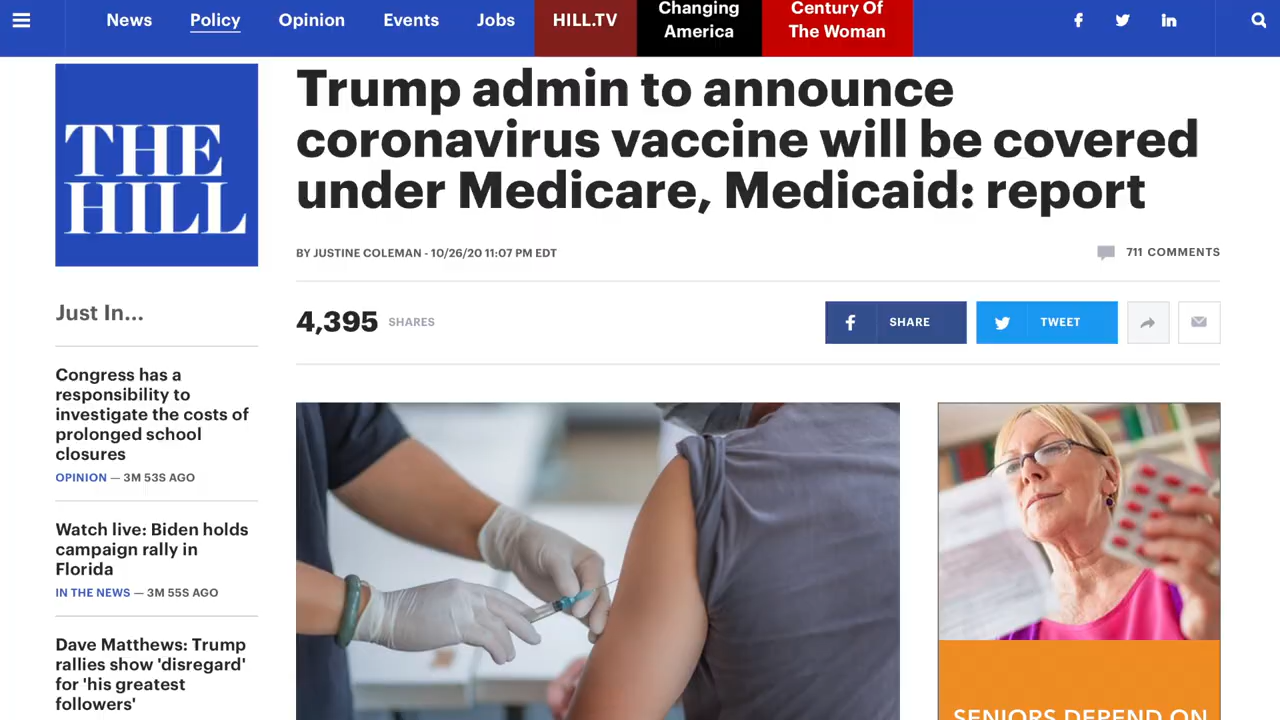 News
Policy
Opinion
Events
Jobs
HILL.TV
Changing
America
Century Of
The Woman
THE
HILL
Trump admin to announce
coronavirus vaccine will be covered
under Medicare, Medicaid: report
BY JUSTINE COLEMAN - 10/26/20 11:07 PM EDT
711 COMMENTS
4,395 SHARES
SHARE
TWEET
Just In...
Congress has a
responsibility to
investigate the costs of
prolonged school
closures
OPINION — 3M 53S AGO
Watch live: Biden holds
campaign rally in
Florida
IN THE NEWS — 3M 55S AGO
Dave Matthews: Trump
rallies show 'disregard'
for 'his greatest
followers'
SENIORS DEPEND ON